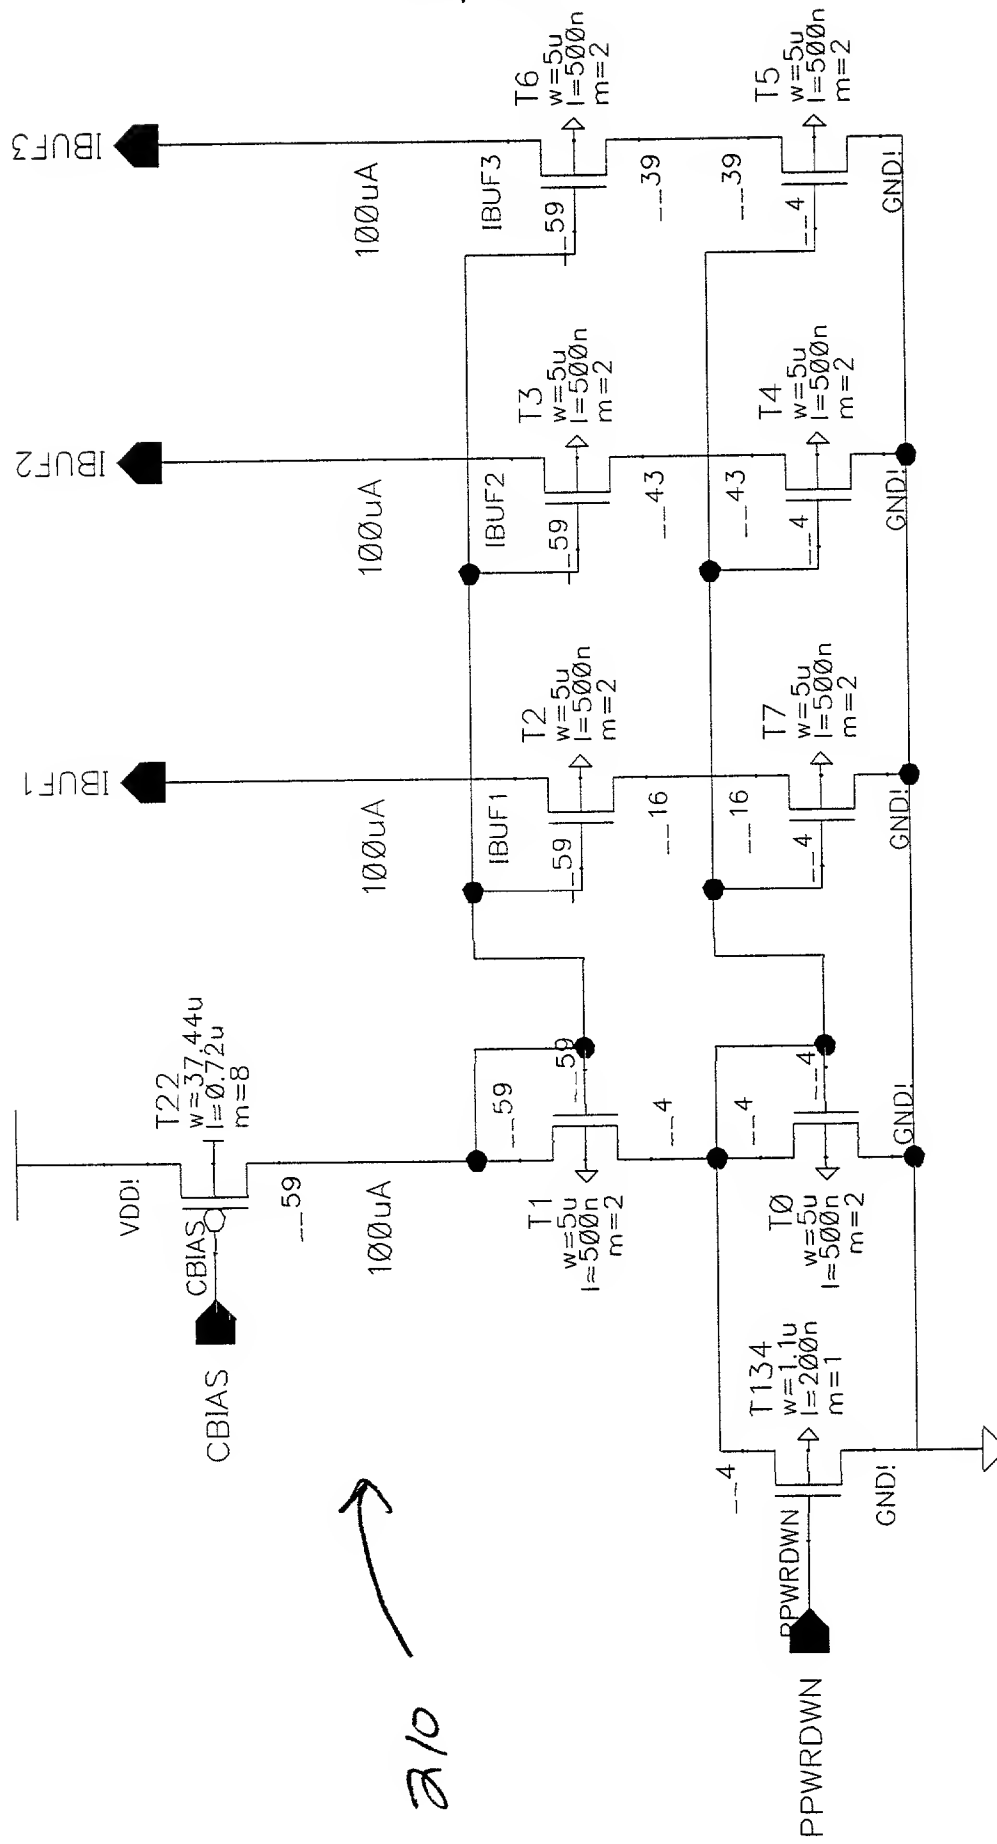 IBUF1
IBUF2
IBUF3
VDD!
T22
w=37.44u
l=0.72u
m=8
CBIAS
CBIAS
__59
100uA
100uA
100uA
100uA
210
IBUF1
IBUF2
IBUF3
__59
__59
T1
w=5u
l=500n
m=2
__59
T2
w=5u
l=500n
m=2
__59
T3
w=5u
l=500n
m=2
__59
T6
w=5u
l=500n
m=2
__4
__16
__43
__39
__4
__4
__16
__43
__39
PPWRDWN
PPWRDWN
T134
w=1.1u
l=200n
m=1
T0
w=5u
l=500n
m=2
__4
__4
T7
w=5u
l=500n
m=2
__4
T4
w=5u
l=500n
m=2
__4
T5
w=5u
l=500n
m=2
GND!
GND!
GND!
GND!
GND!